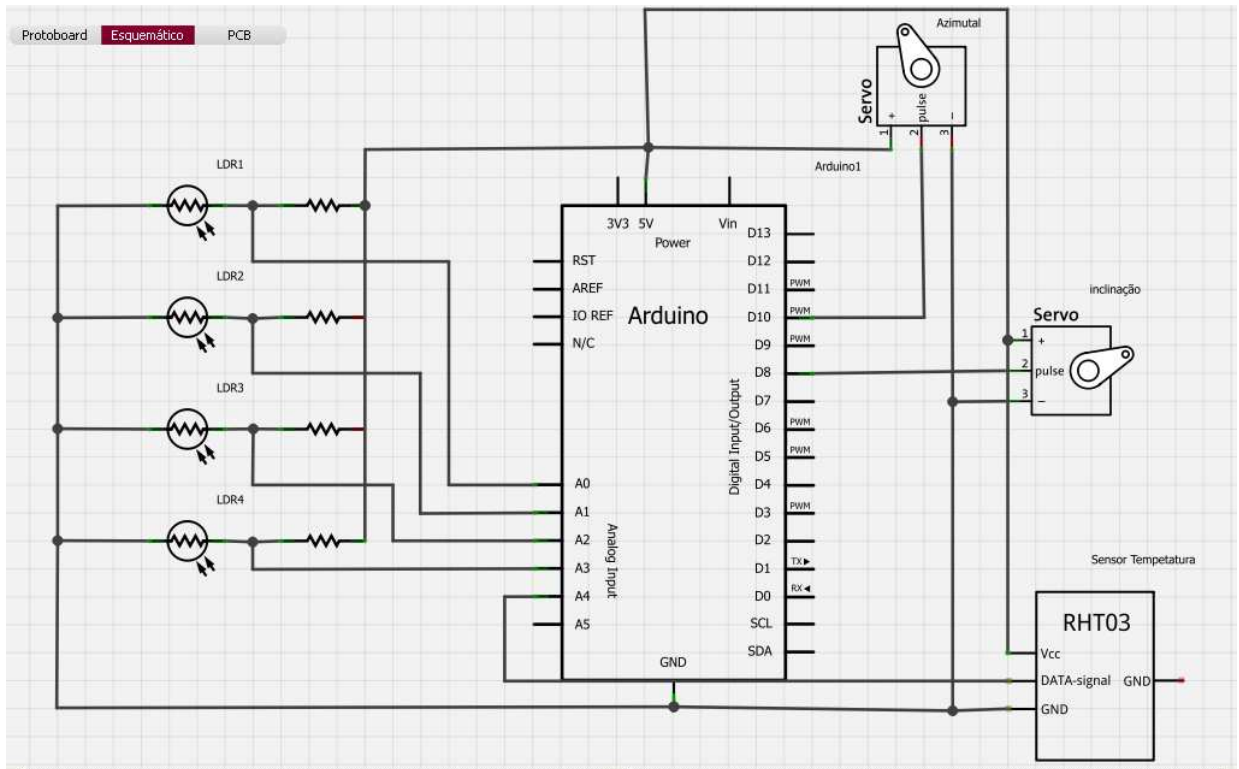 Protoboard Esquemático PCB
Azimutal
Servo
1 + 2 pulse 3 −
Arduino1
LDR1
LDR2
LDR3
LDR4
3V3 5V Vin
Power
Arduino
RST
AREF
IO REF
N/C
A0
A1
A2
A3
A4
A5
Analog Input
D13
D12
D11 PWM
D10 PWM
D9 PWM
D8
D7
D6 PWM
D5 PWM
D4
D3 PWM
D2
D1 TX▶
D0 RX◀
SCL
SDA
Digital Input/Output
GND
inclinação
Servo
1 +
2 pulse
3 −
Sensor Tempetatura
RHT03
Vcc
DATA-signal GND
GND